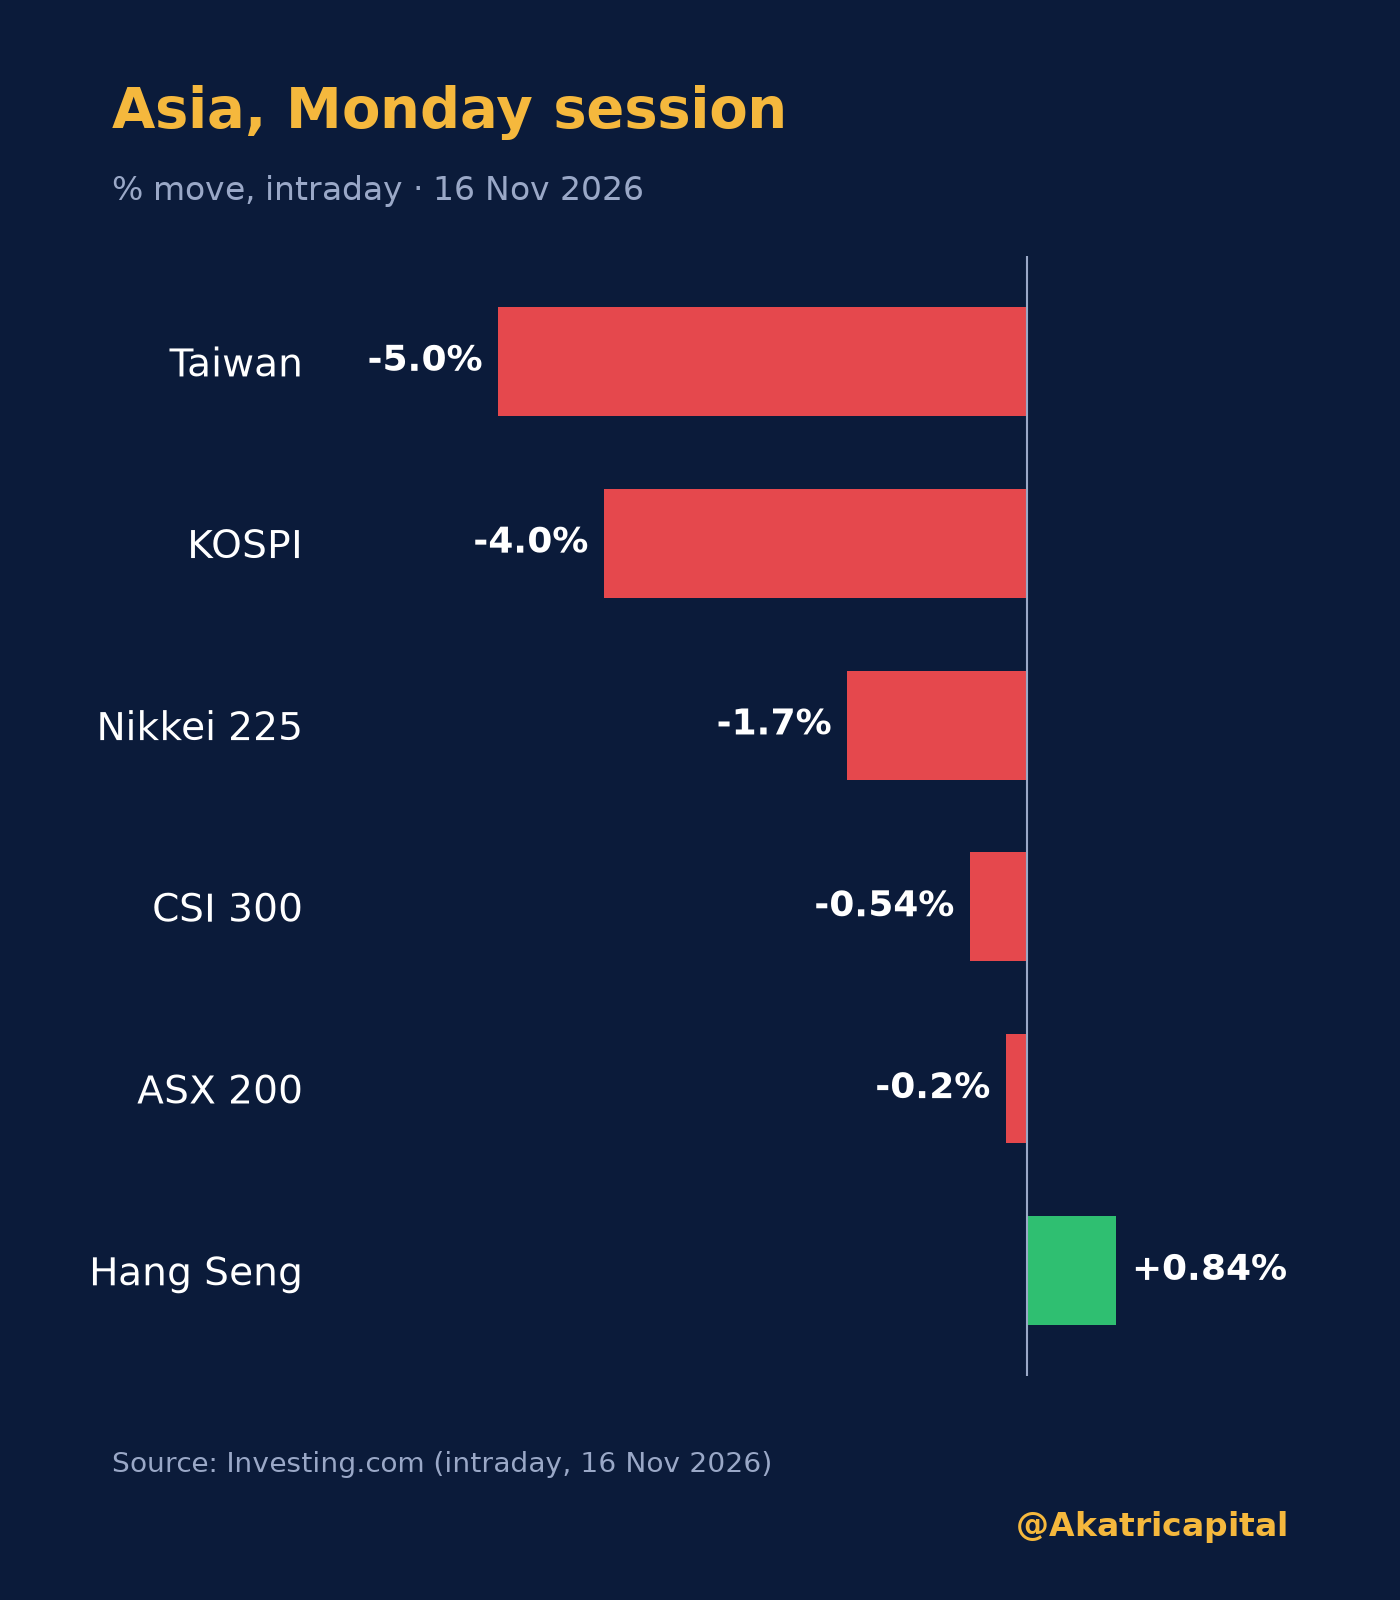 Asia, Monday session
% move, intraday · 16 Nov 2026
Taiwan -5.0%
KOSPI -4.0%
Nikkei 225 -1.7%
CSI 300 -0.54%
ASX 200 -0.2%
Hang Seng +0.84%
Source: Investing.com (intraday, 16 Nov 2026)
@Akatricapital